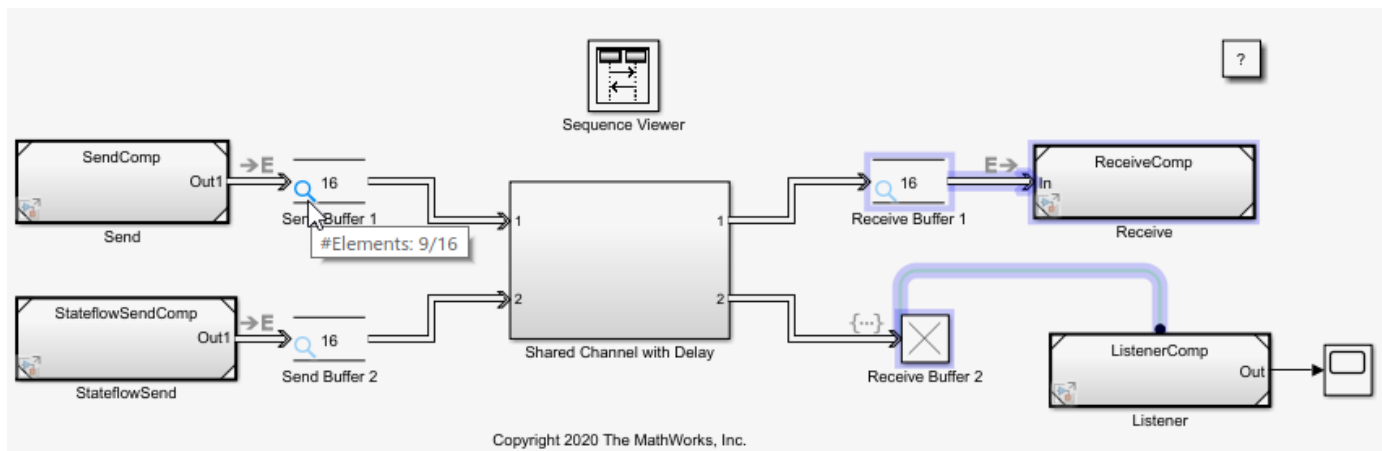 ?
Sequence Viewer
SendComp
Out1
E
16
Send Buffer 1
Send
#Elements: 9/16
1
1
16
Receive Buffer 1
E
ReceiveComp
In
Receive
StateflowSendComp
Out1
E
16
Send Buffer 2
StateflowSend
2
2
Shared Channel with Delay
{...}
Receive Buffer 2
ListenerComp
Out
Listener
Copyright 2020 The MathWorks, Inc.